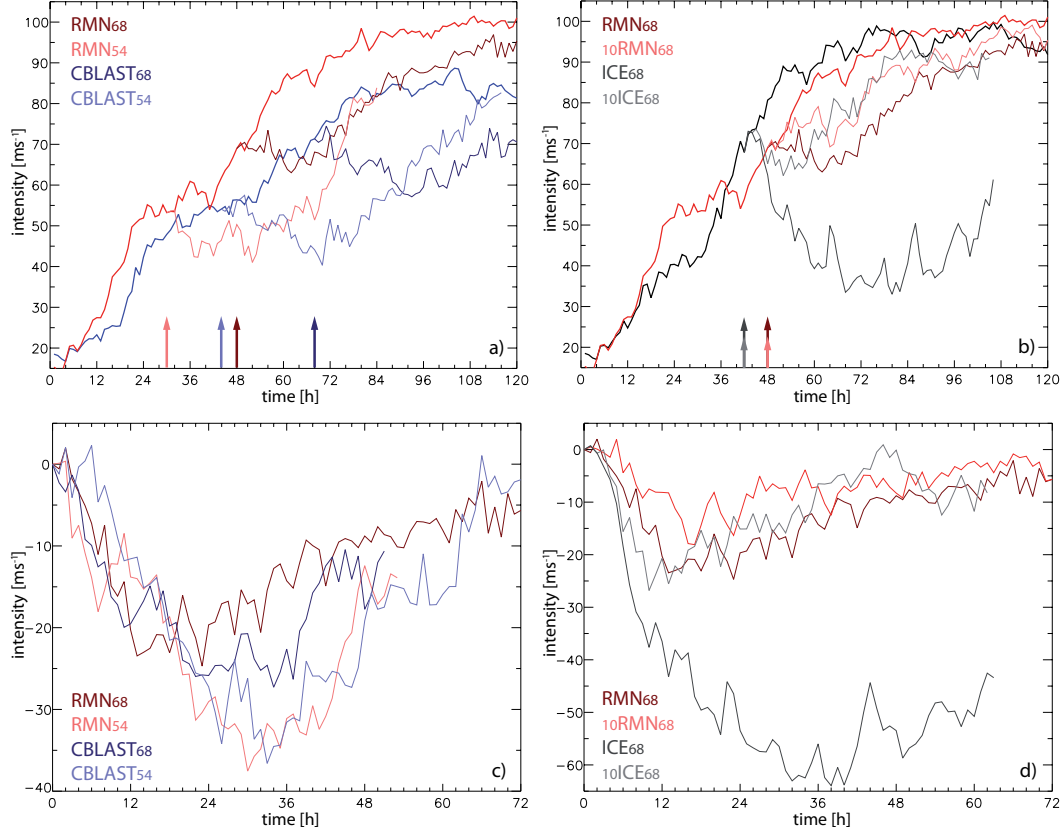 RMN68
RMN54
CBLAST68
CBLAST54
intensity [ms⁻¹]
100
90
80
70
60
50
40
30
20
0 12 24 36 48 60 72 84 96 108 120
time [h]
a)
RMN68
10RMN68
ICE68
10ICE68
intensity [ms⁻¹]
100
90
80
70
60
50
40
30
20
0 12 24 36 48 60 72 84 96 108 120
time [h]
b)
intensity [ms⁻¹]
0
-10
-20
-30
-40
RMN68
RMN54
CBLAST68
CBLAST54
0 12 24 36 48 60 72
time [h]
c)
intensity [ms⁻¹]
0
-10
-20
-30
-40
-50
-60
RMN68
10RMN68
ICE68
10ICE68
0 12 24 36 48 60 72
time [h]
d)